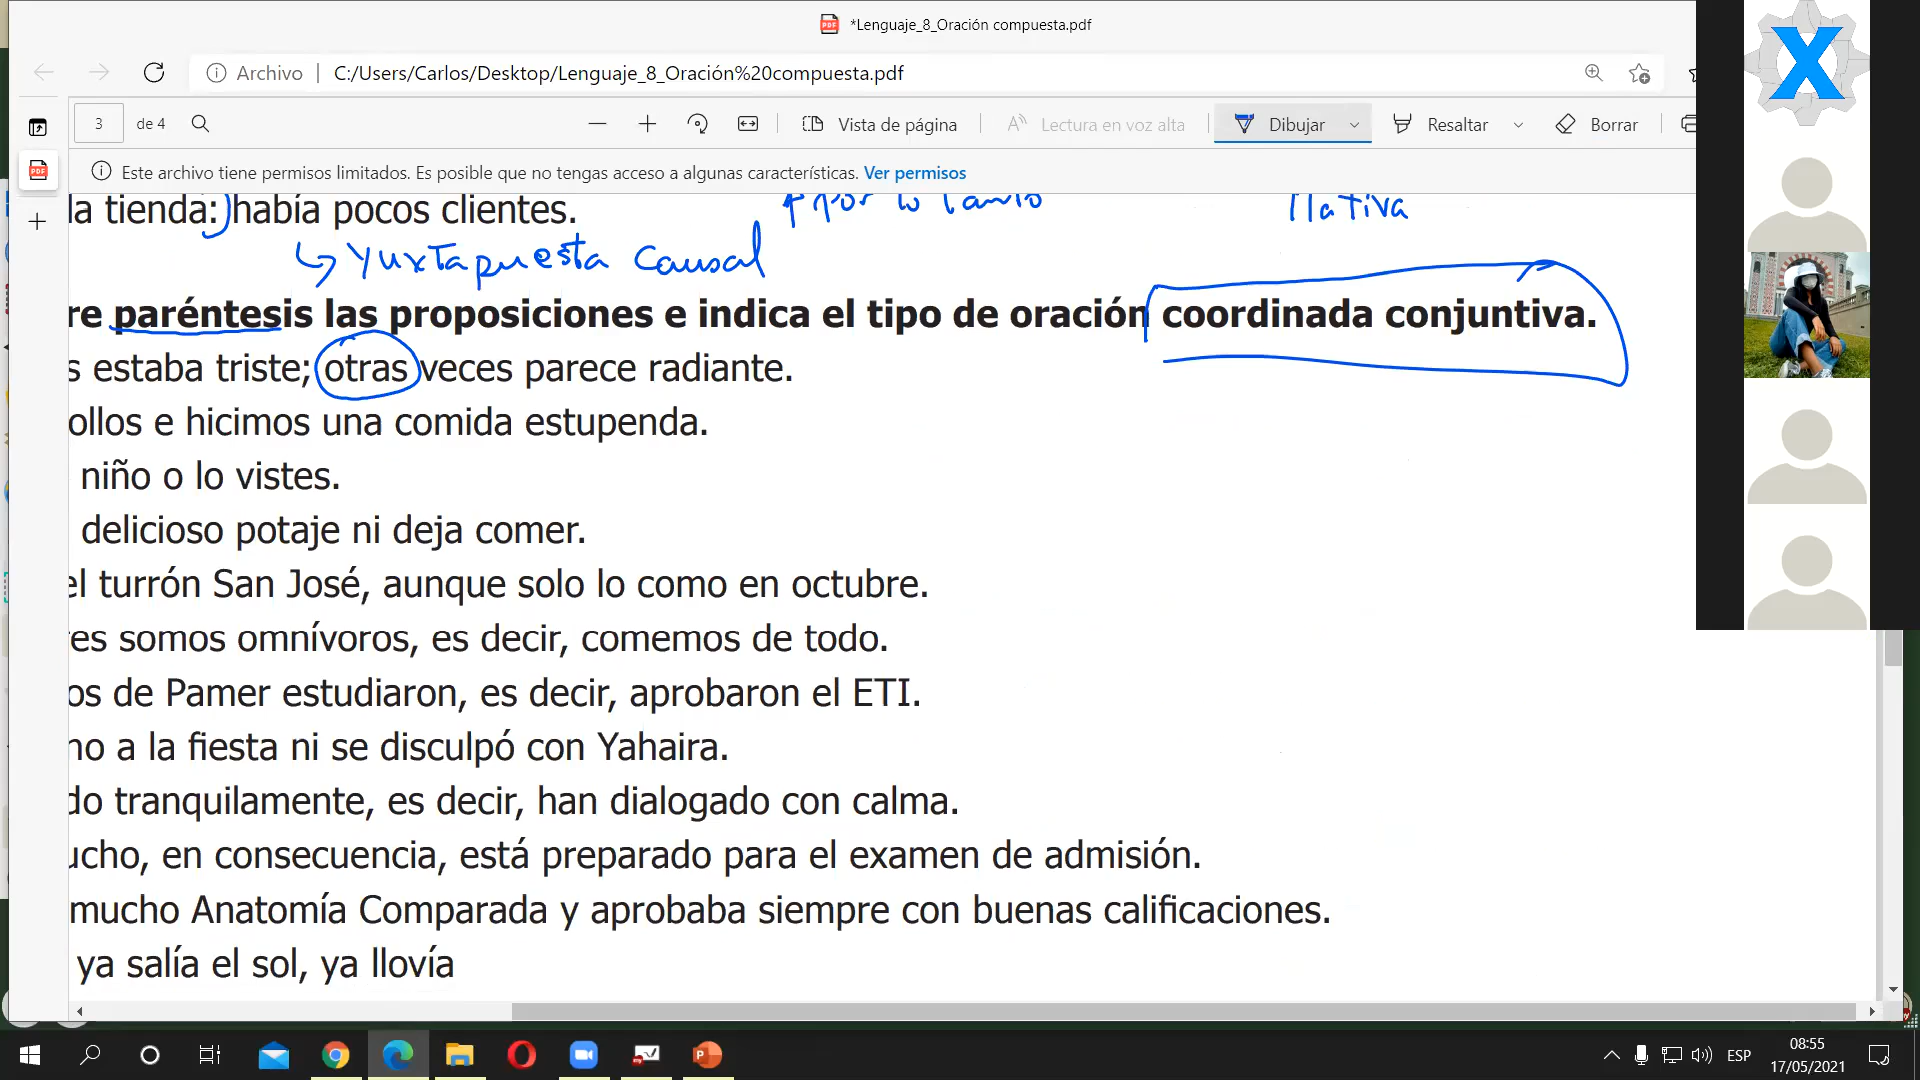 *Lenguaje_8_Oración compuesta.pdf
Archivo | C:/Users/Carlos/Desktop/Lenguaje_8_Oración%20compuesta.pdf
3 de 4 Vista de página Lectura en voz alta Dibujar Resaltar Borrar
Este archivo tiene permisos limitados. Es posible que no tengas acceso a algunas características. Ver permisos
la tienda: había pocos clientes. por lo tanto Ilativa
Yuxtapuesta causal
re paréntesis las proposiciones e indica el tipo de oración coordinada conjuntiva.
s estaba triste; otras veces parece radiante.
ollos e hicimos una comida estupenda.
niño o lo vistes.
delicioso potaje ni deja comer.
el turrón San José, aunque solo lo como en octubre.
res somos omnívoros, es decir, comemos de todo.
os de Pamer estudiaron, es decir, aprobaron el ETI.
no a la fiesta ni se disculpó con Yahaira.
do tranquilamente, es decir, han dialogado con calma.
ucho, en consecuencia, está preparado para el examen de admisión.
mucho Anatomía Comparada y aprobaba siempre con buenas calificaciones.
ya salía el sol, ya llovía
X
ESP
08:55
17/05/2021